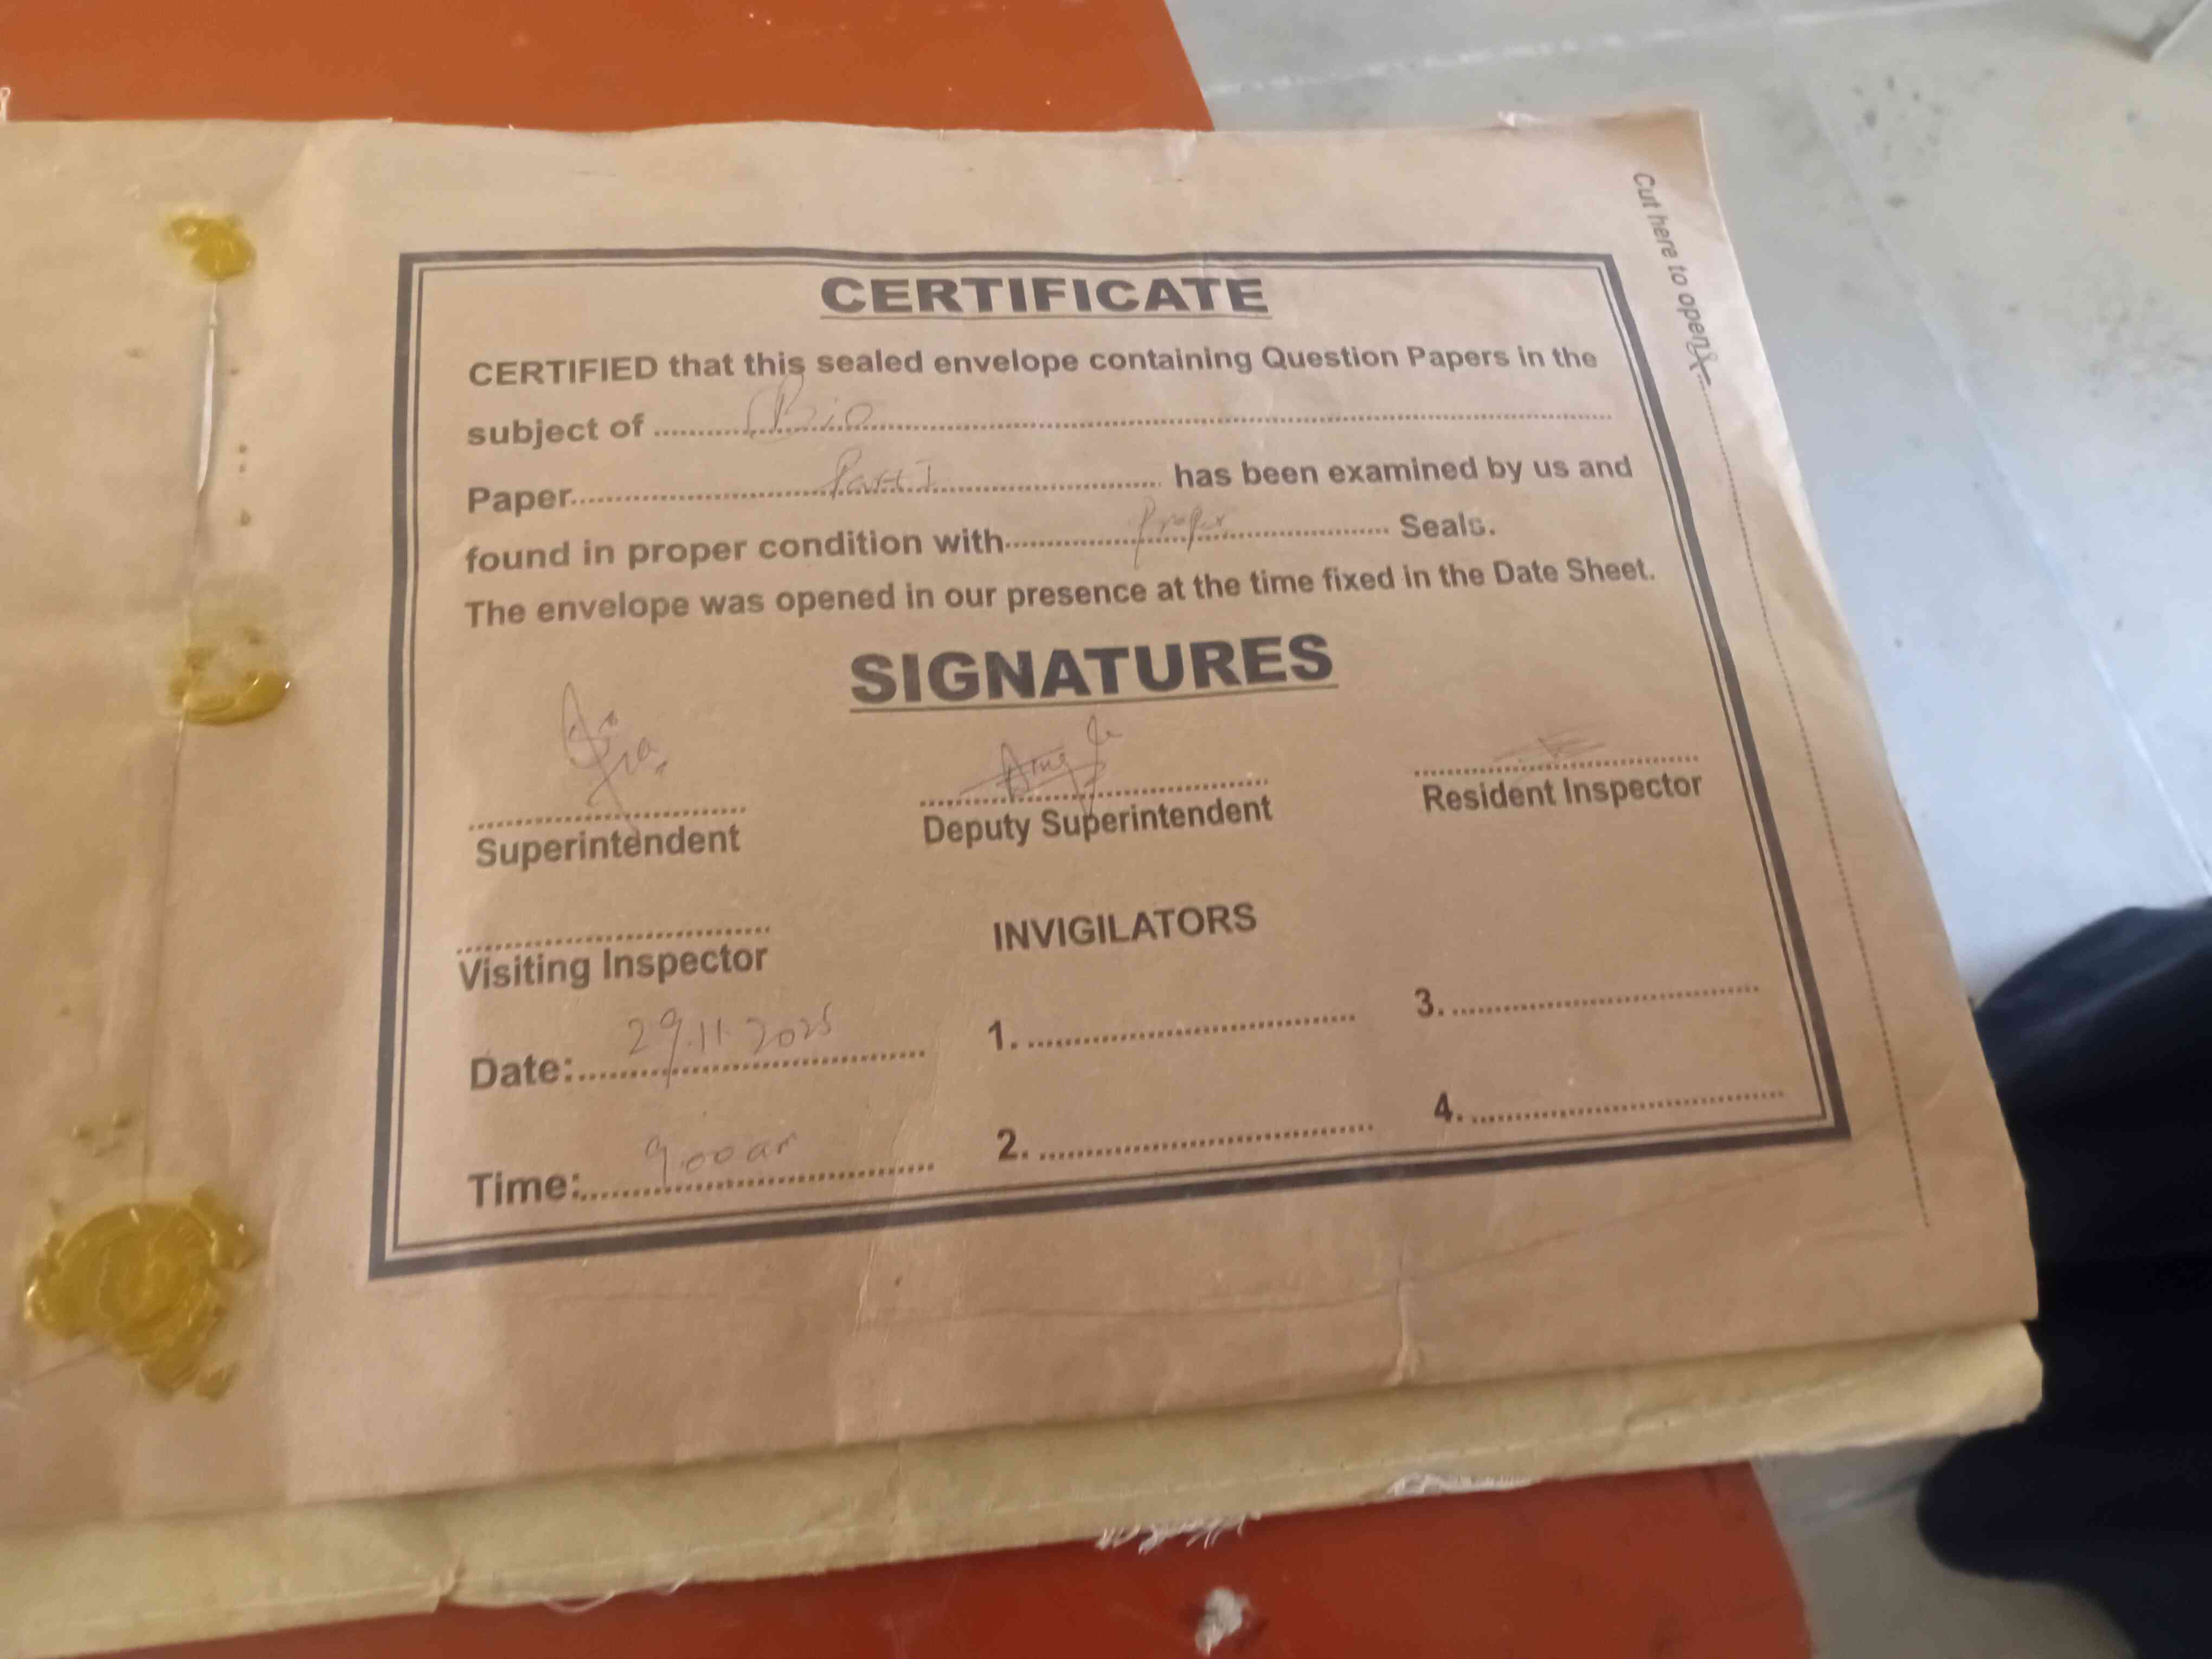 Cut here to open
CERTIFICATE
CERTIFIED that this sealed envelope containing Question Papers in the
subject of .......... Bio ..........
Paper.......... Part I .......... has been examined by us and
found in proper condition with.......... Proper .......... Seals.
The envelope was opened in our presence at the time fixed in the Date Sheet.
SIGNATURES
Superintendent Deputy Superintendent Resident Inspector
Visiting Inspector INVIGILATORS
Date:.......... 29.11.2025 1. .......... 3. ..........
Time:.......... 9.00 am 2. .......... 4. ..........